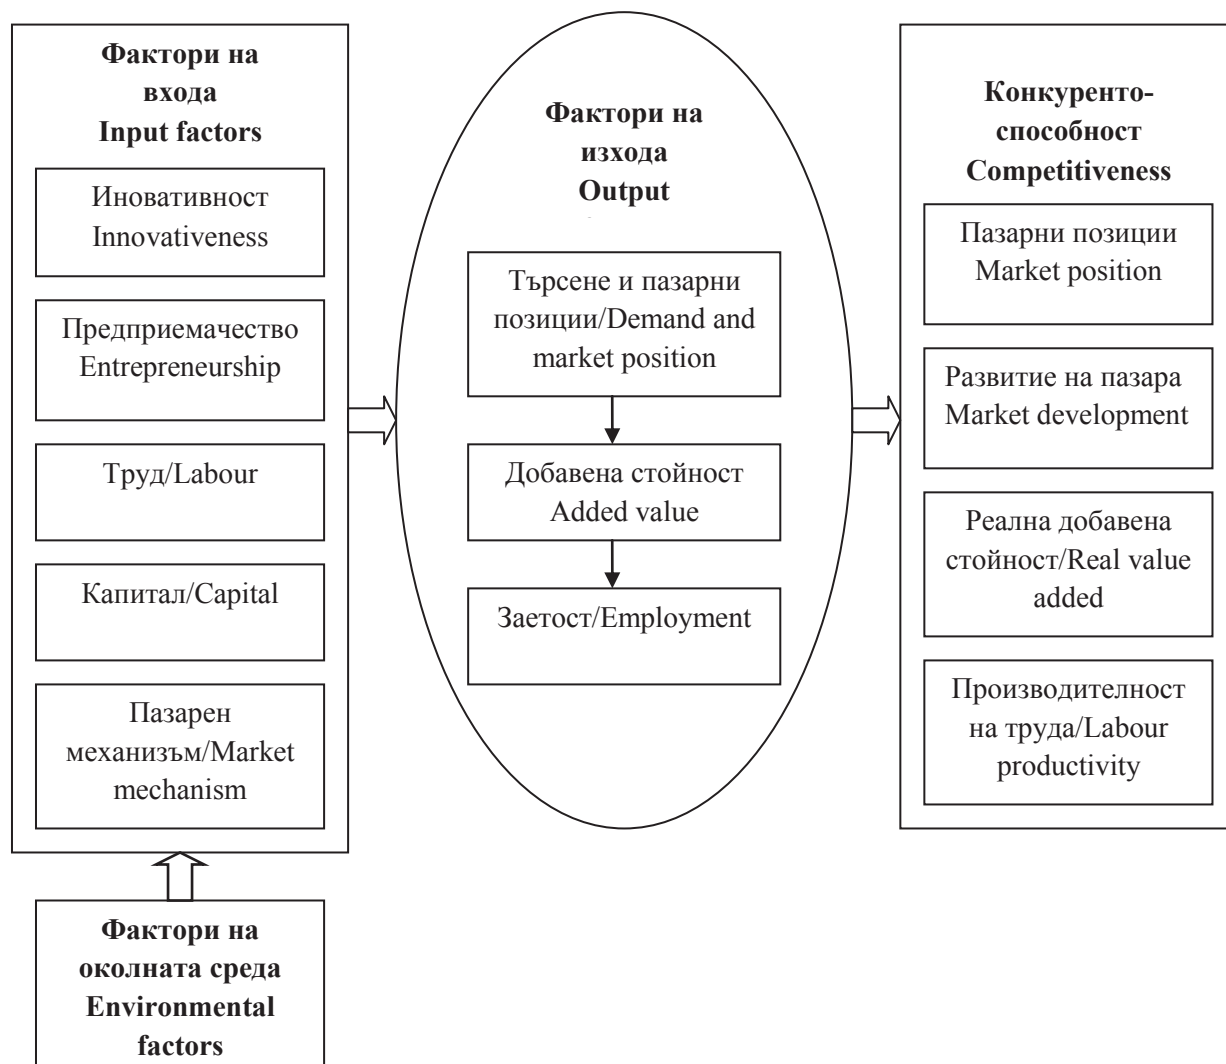 Фактори на
входа
Input factors
Иновативност
Innovativeness
Предприемачество
Entrepreneurship
Труд/Labour
Капитал/Capital
Пазарен
механизъм/Market
mechanism
Фактори на
околната среда
Environmental
factors
Фактори на
изхода
Output
Търсене и пазарни
позиции/Demand and
market position
Добавена стойност
Added value
Заетост/Employment
Конкуренто-
способност
Competitiveness
Пазарни позиции
Market position
Развитие на пазара
Market development
Реална добавена
стойност/Real value
added
Производителност
на труда/Labour
productivity